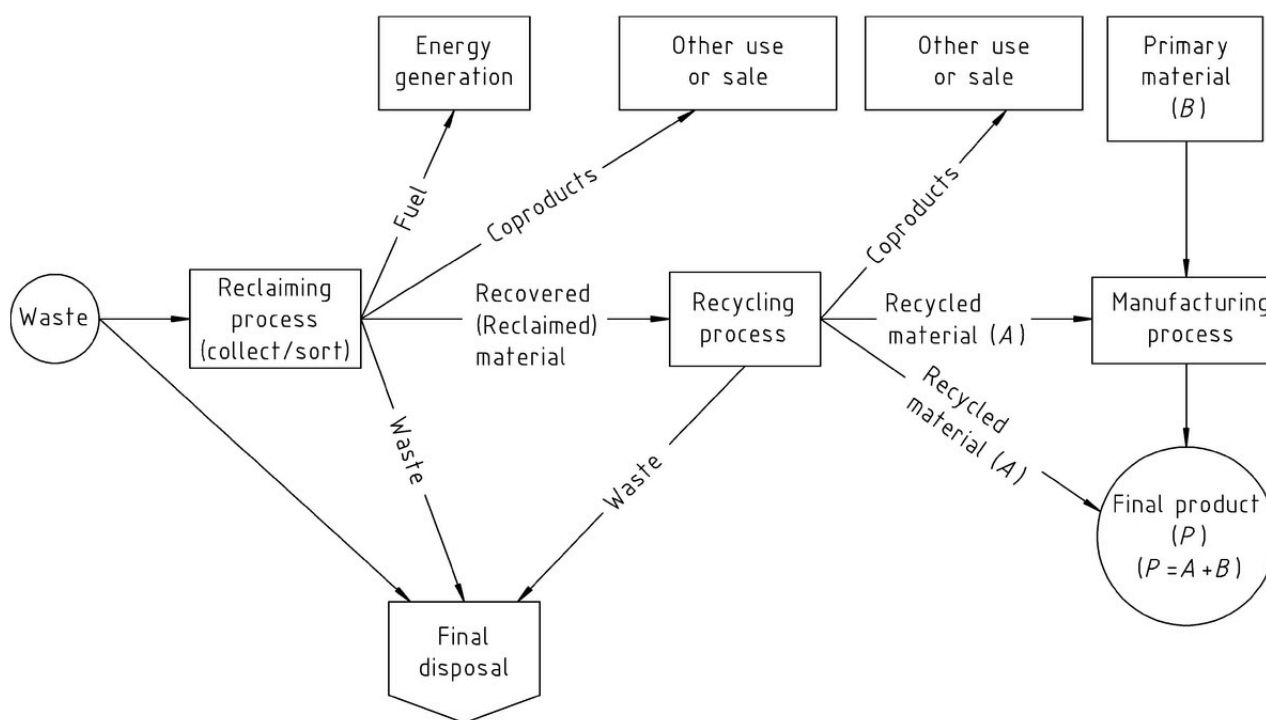 Energy
generation
Other use
or sale
Other use
or sale
Primary
material
(B)
Fuel
Coproducts
Coproducts
Waste
Reclaiming
process
(collect/sort)
Recovered
(Reclaimed)
material
Recycling
process
Recycled
material (A)
Manufacturing
process
Recycled
material (A)
Waste
Waste
Final product
(P)
(P = A + B)
Final
disposal